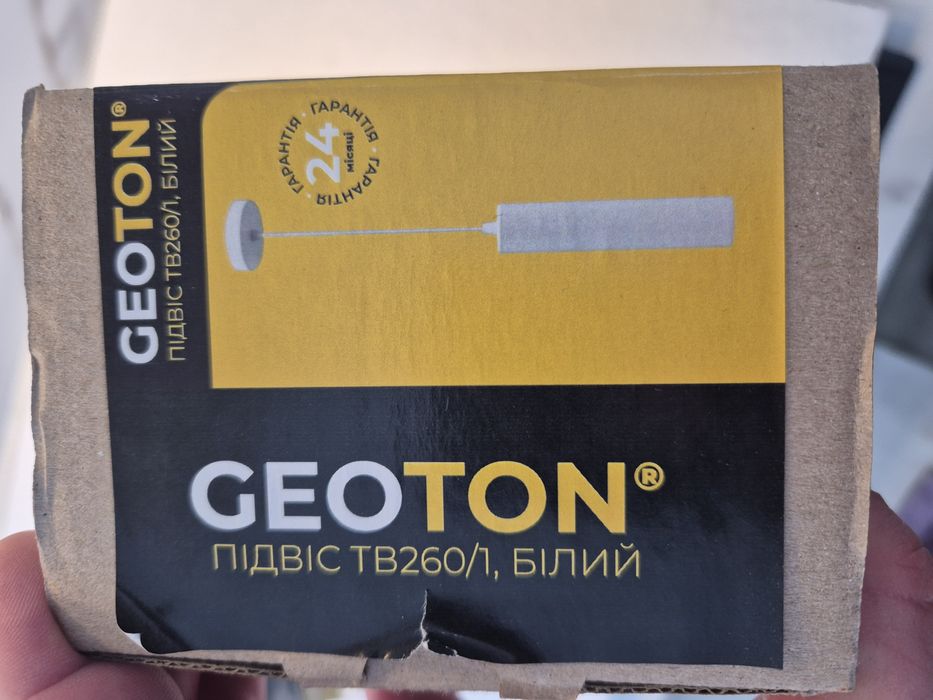 GEOTON®
ПІДВІС ТВ260/1, БІЛИЙ
ГАРАНТІЯ · ГАРАНТІЯ · ГАРАНТІЯ ·
24
місяці
GEOTON®
ПІДВІС ТВ260/1, БІЛИЙ